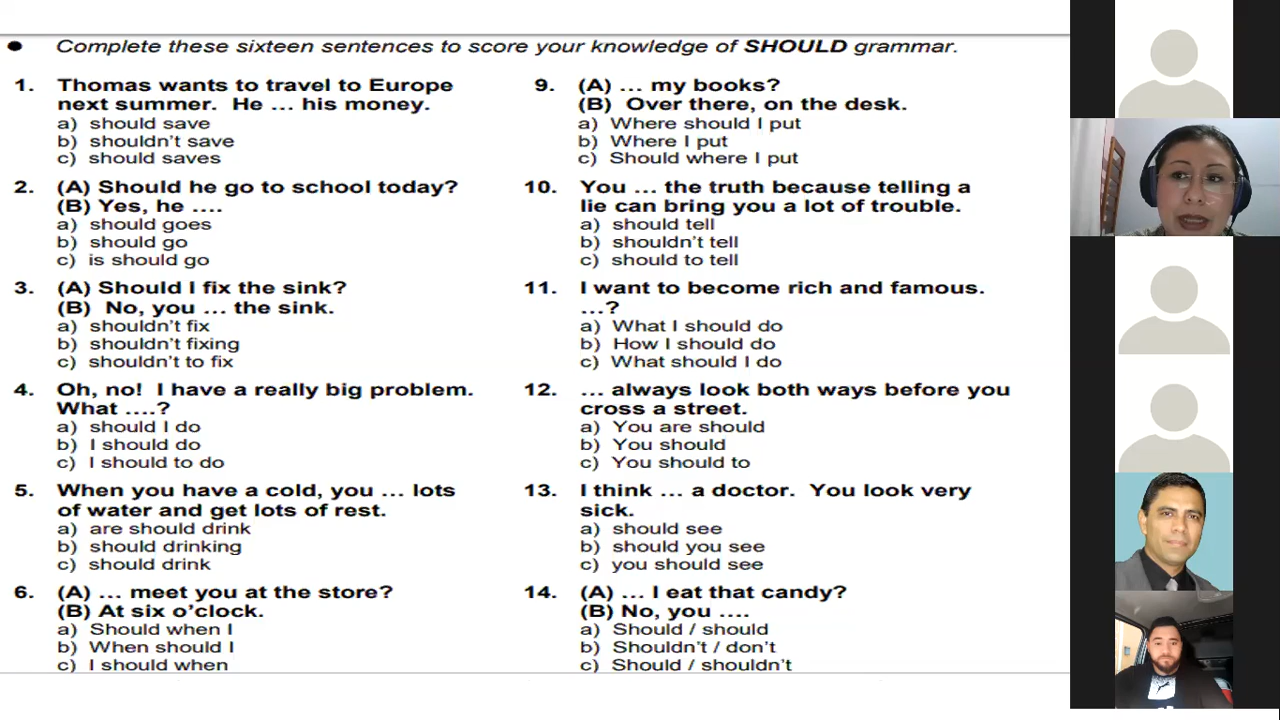 ● Complete these sixteen sentences to score your knowledge of SHOULD grammar.
1. Thomas wants to travel to Europe
next summer. He … his money.
a) should save
b) shouldn't save
c) should saves
2. (A) Should he go to school today?
(B) Yes, he ….
a) should goes
b) should go
c) is should go
3. (A) Should I fix the sink?
(B) No, you … the sink.
a) shouldn't fix
b) shouldn't fixing
c) shouldn't to fix
4. Oh, no! I have a really big problem.
What ….?
a) should I do
b) I should do
c) I should to do
5. When you have a cold, you … lots
of water and get lots of rest.
a) are should drink
b) should drinking
c) should drink
6. (A) … meet you at the store?
(B) At six o'clock.
a) Should when I
b) When should I
c) I should when
9. (A) … my books?
(B) Over there, on the desk.
a) Where should I put
b) Where I put
c) Should where I put
10. You … the truth because telling a
lie can bring you a lot of trouble.
a) should tell
b) shouldn't tell
c) should to tell
11. I want to become rich and famous.
…?
a) What I should do
b) How I should do
c) What should I do
12. … always look both ways before you
cross a street.
a) You are should
b) You should
c) You should to
13. I think … a doctor. You look very
sick.
a) should see
b) should you see
c) you should see
14. (A) … I eat that candy?
(B) No, you ….
a) Should / should
b) Shouldn't / don't
c) Should / shouldn't